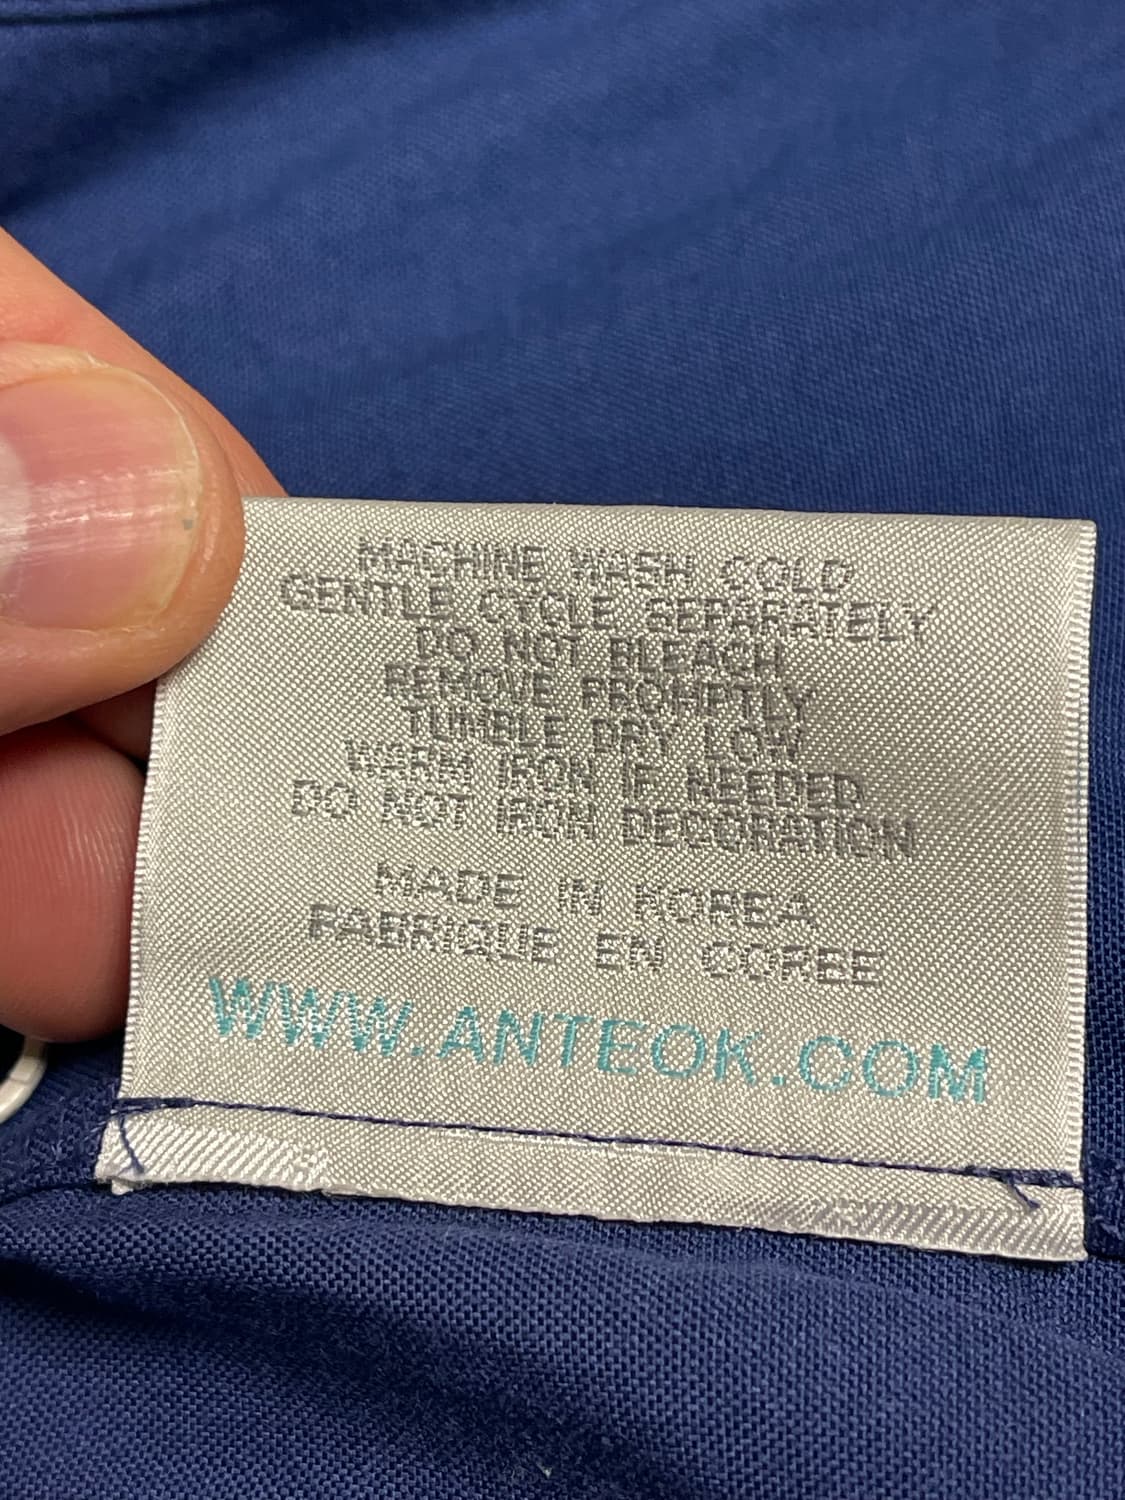 MACHINE WASH COLD
GENTLE CYCLE SEPARATELY
DO NOT BLEACH
REMOVE PROMPTLY
TUMBLE DRY LOW
WARM IRON IF NEEDED
DO NOT IRON DECORATION
MADE IN KOREA
FABRIQUE EN COREE
WWW.ANTEOK.COM